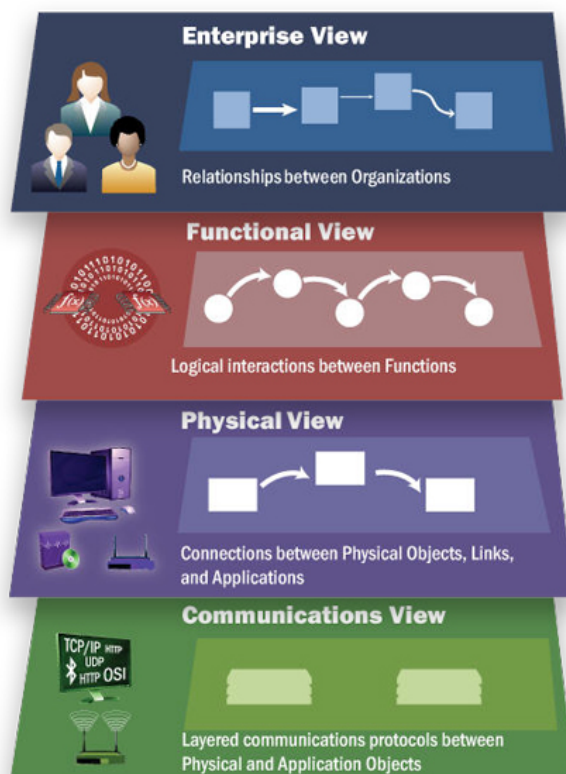 Enterprise View
Relationships between Organizations
Functional View
f(x)
f(x)
Logical interactions between Functions
Physical View
Connections between Physical Objects, Links,
and Applications
Communications View
TCP/IP HTTP
UDP
HTTP OSI
Layered communications protocols between
Physical and Application Objects